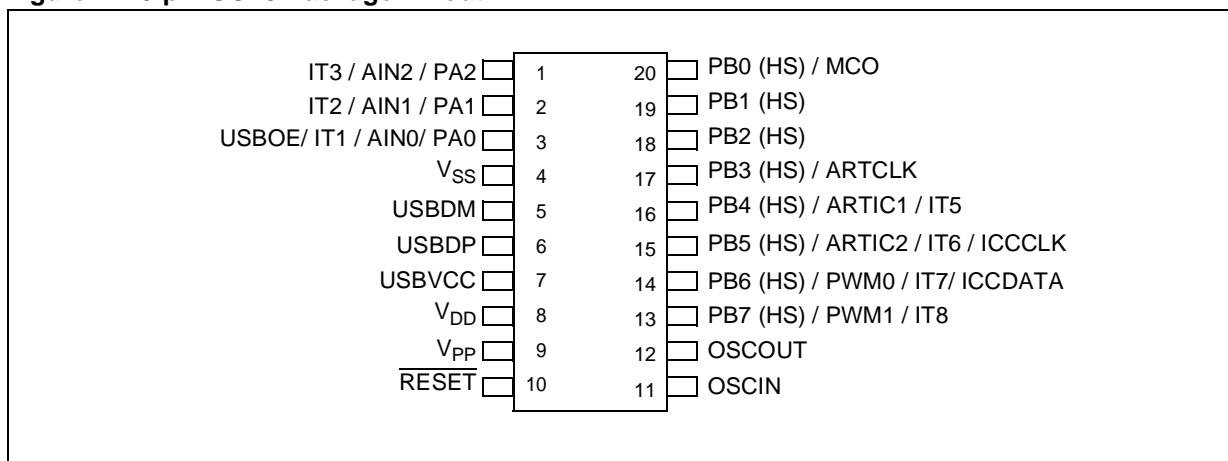 IT3 / AIN2 / PA2 1 20 PB0 (HS) / MCO
IT2 / AIN1 / PA1 2 19 PB1 (HS)
USBOE/ IT1 / AIN0/ PA0 3 18 PB2 (HS)
VSS 4 17 PB3 (HS) / ARTCLK
USBDM 5 16 PB4 (HS) / ARTIC1 / IT5
USBDP 6 15 PB5 (HS) / ARTIC2 / IT6 / ICCCLK
USBVCC 7 14 PB6 (HS) / PWM0 / IT7/ ICCDATA
VDD 8 13 PB7 (HS) / PWM1 / IT8
VPP 9 12 OSCOUT
RESET 10 11 OSCIN